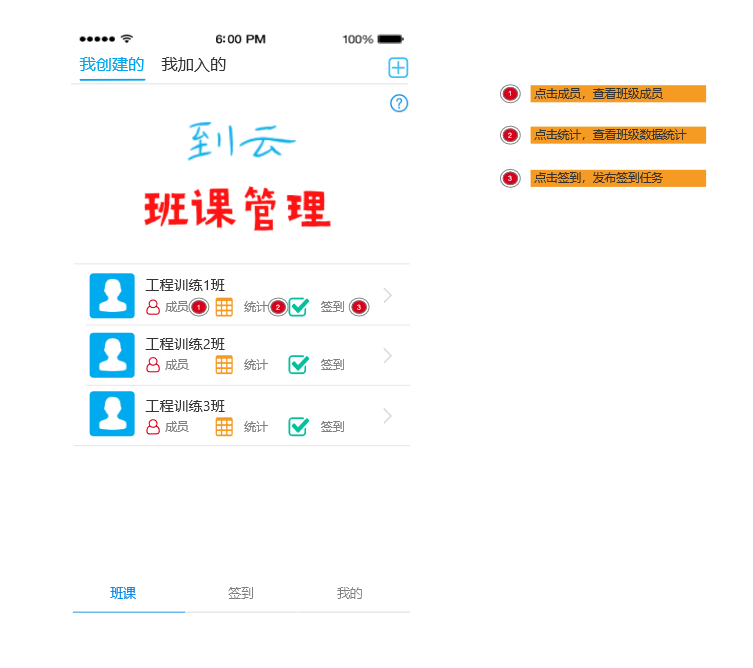 6:00 PM
100%
我创建的 我加入的
到云
班课管理
工程训练1班
成员 1 统计 2 签到 3
工程训练2班
成员 统计 签到
工程训练3班
成员 统计 签到
班课 签到 我的
1 点击成员，查看班级成员
2 点击统计，查看班级数据统计
3 点击签到，发布签到任务